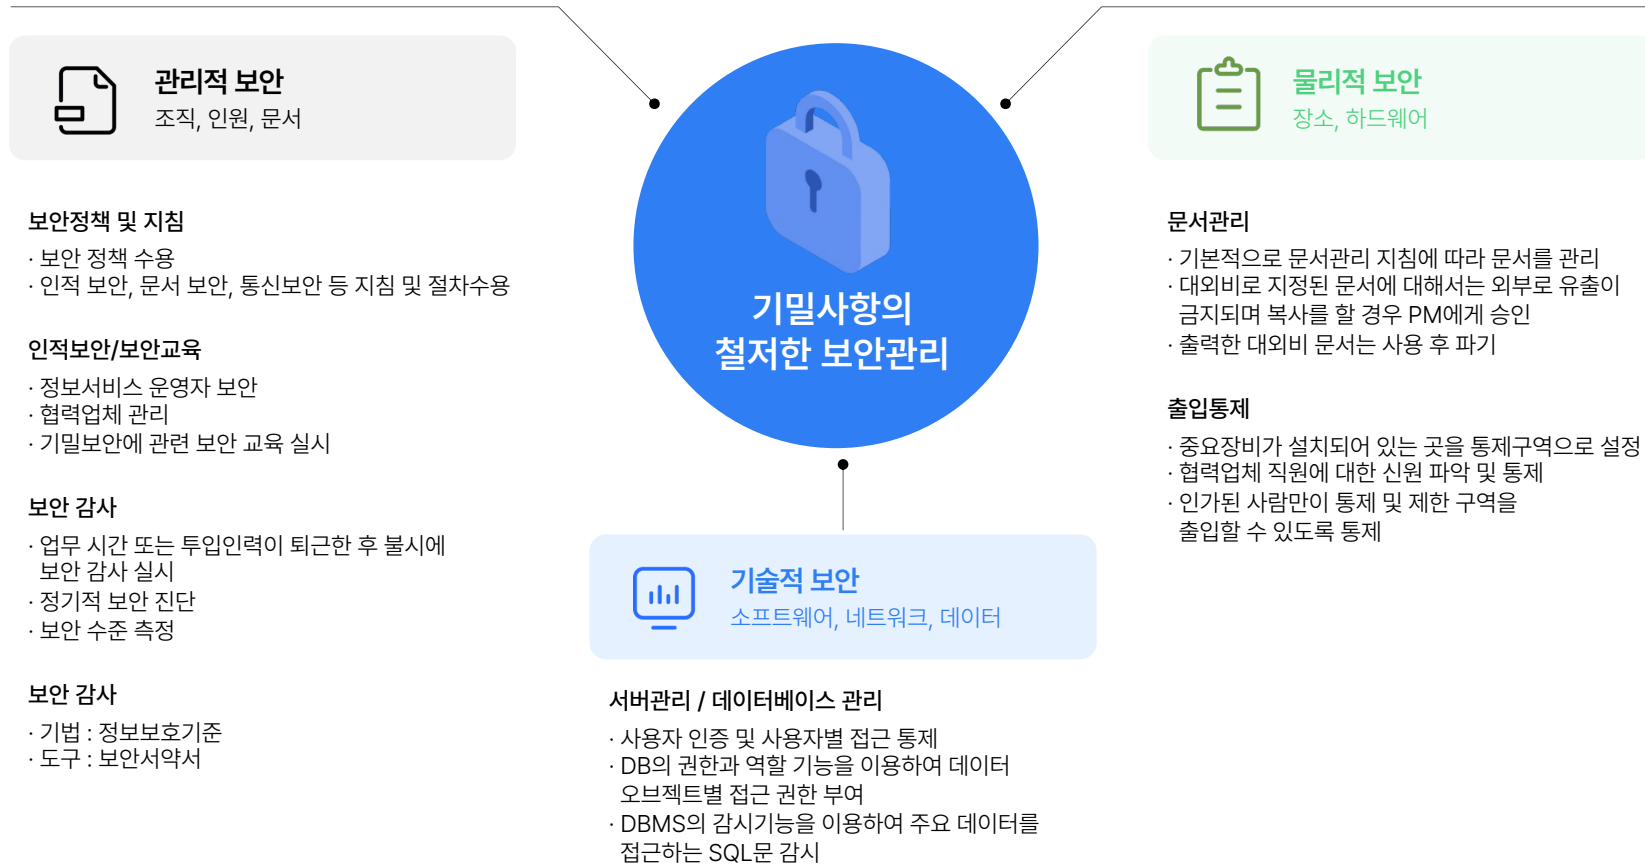 관리적 보안
조직, 인원, 문서
보안정책 및 지침
· 보안 정책 수용
· 인적 보안, 문서 보안, 통신보안 등 지침 및 절차수용
인적보안/보안교육
· 정보서비스 운영자 보안
· 협력업체 관리
· 기밀보안에 관련 보안 교육 실시
보안 감사
· 업무 시간 또는 투입인력이 퇴근한 후 불시에
보안 감사 실시
· 정기적 보안 진단
· 보안 수준 측정
보안 감사
· 기법 : 정보보호기준
· 도구 : 보안서약서
기밀사항의
철저한 보안관리
기술적 보안
소프트웨어, 네트워크, 데이터
서버관리 / 데이터베이스 관리
· 사용자 인증 및 사용자별 접근 통제
· DB의 권한과 역할 기능을 이용하여 데이터
오브젝트별 접근 권한 부여
· DBMS의 감시기능을 이용하여 주요 데이터를
접근하는 SQL문 감시
물리적 보안
장소, 하드웨어
문서관리
· 기본적으로 문서관리 지침에 따라 문서를 관리
· 대외비로 지정된 문서에 대해서는 외부로 유출이
금지되며 복사를 할 경우 PM에게 승인
· 출력한 대외비 문서는 사용 후 파기
출입통제
· 중요장비가 설치되어 있는 곳을 통제구역으로 설정
· 협력업체 직원에 대한 신원 파악 및 통제
· 인가된 사람만이 통제 및 제한 구역을
출입할 수 있도록 통제